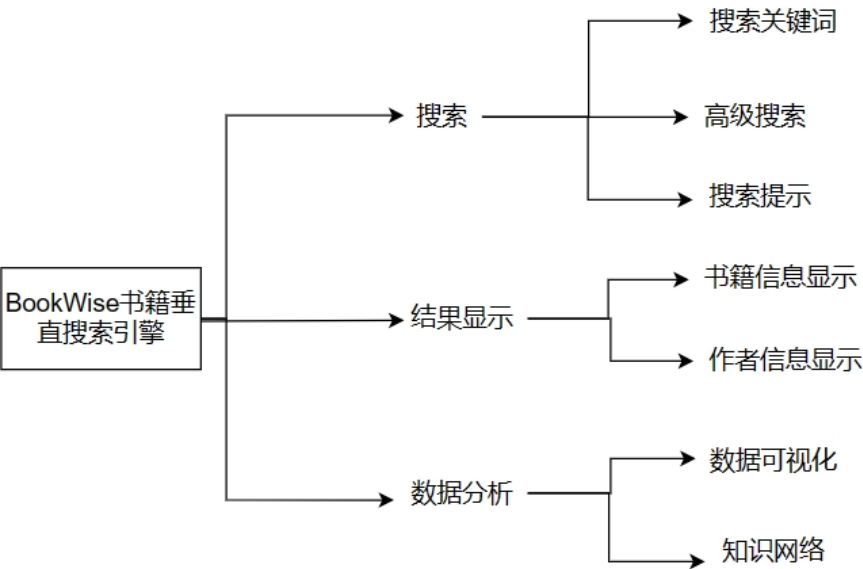 搜索关键词
搜索
高级搜索
搜索提示
BookWise书籍垂
直搜索引擎
结果显示
书籍信息显示
作者信息显示
数据分析
数据可视化
知识网络